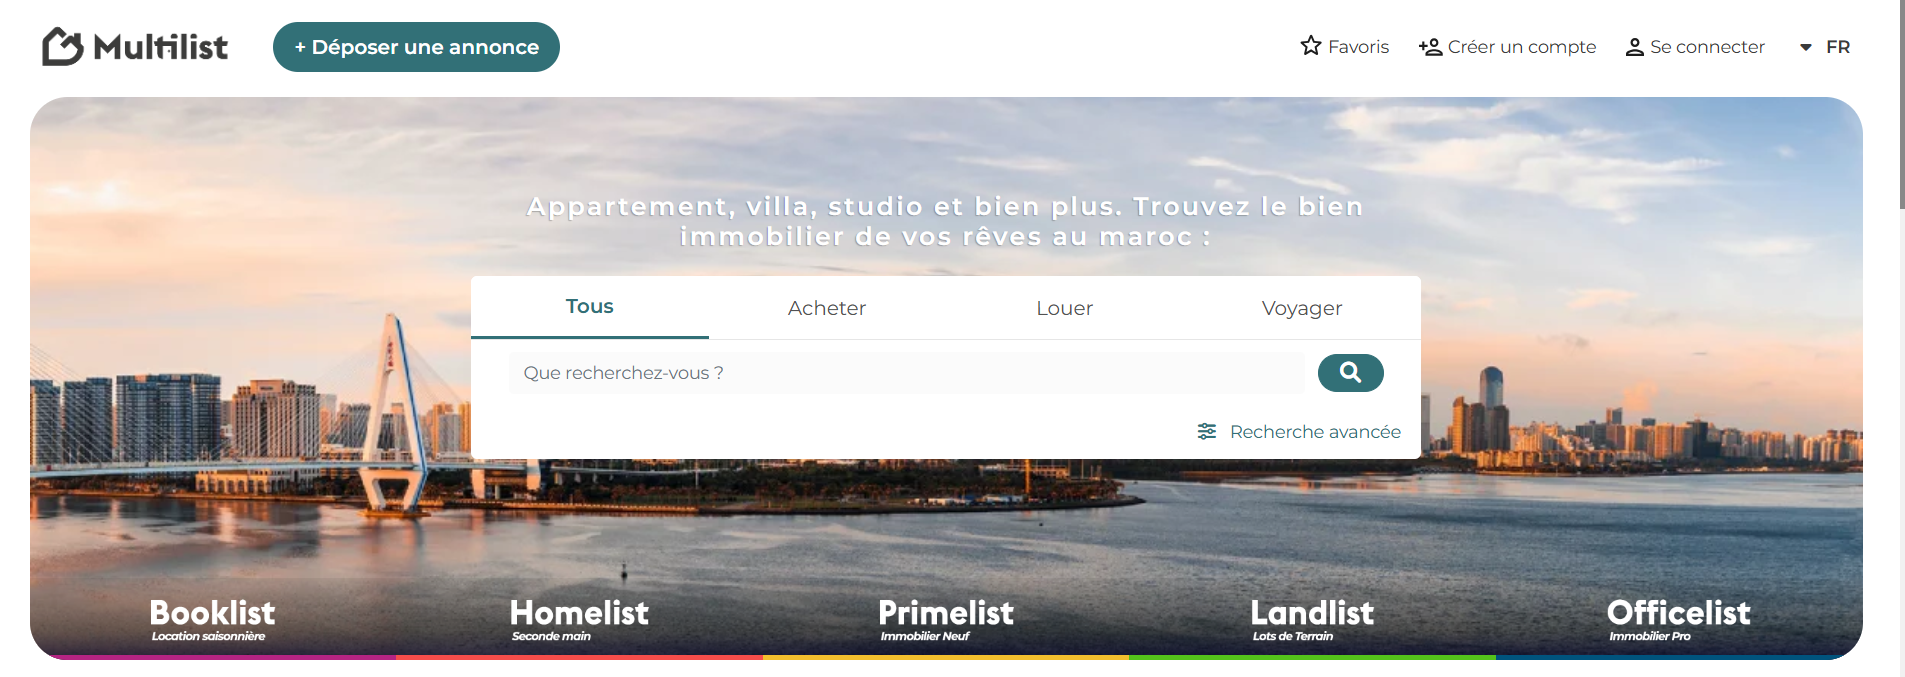 Multilist
+ Déposer une annonce
Favoris
Créer un compte
Se connecter
FR
Appartement, villa, studio et bien plus. Trouvez le bien
immobilier de vos rêves au maroc :
Tous
Acheter
Louer
Voyager
Que recherchez-vous ?
Recherche avancée
Booklist
Location saisonnière
Homelist
Seconde main
Primelist
Immobilier Neuf
Landlist
Lots de Terrain
Officelist
Immobilier Pro